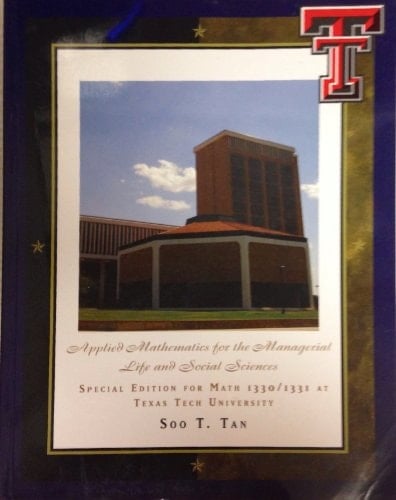 TT
Applied Mathematics for the Managerial
Life and Social Sciences
Special Edition for Math 1330/1331 at
Texas Tech University
Soo T. Tan